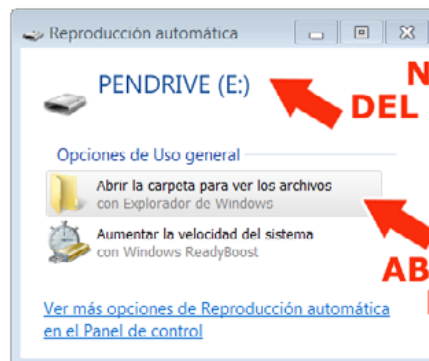 Reproducción automática
PENDRIVE (E:)
N
DEL
Opciones de Uso general
Abrir la carpeta para ver los archivos
con Explorador de Windows
Aumentar la velocidad del sistema
con Windows ReadyBoost
AB
Ver más opciones de Reproducción automática
en el Panel de control